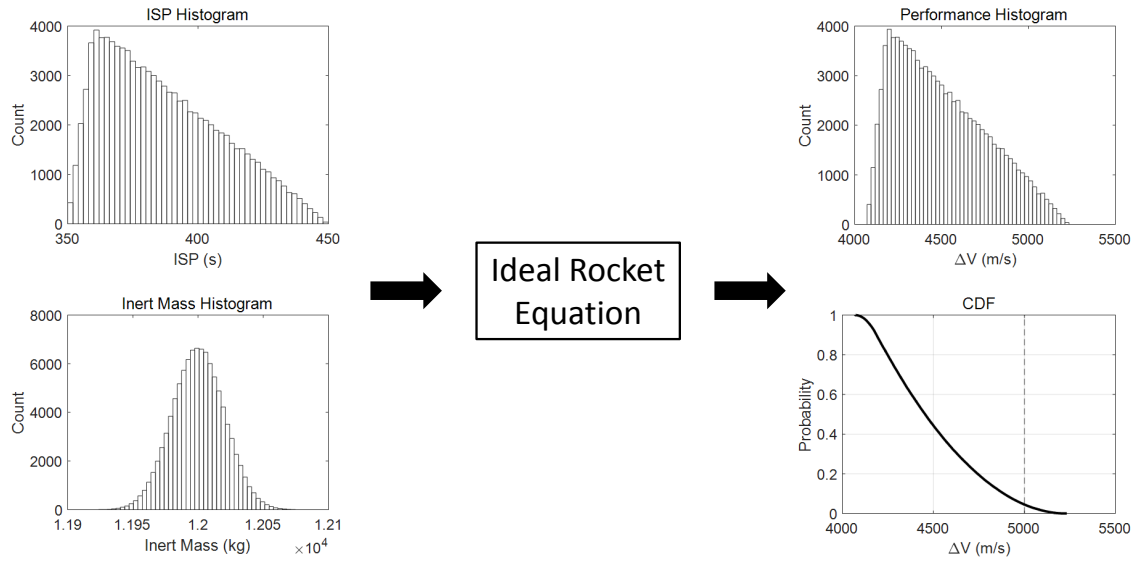 ISP Histogram
4000
3000
2000
1000
0
Count
350
400
450
ISP (s)
Inert Mass Histogram
8000
6000
4000
2000
0
Count
1.19
1.195
1.2
1.205
1.21
Inert Mass (kg)
×10⁴
Ideal Rocket
Equation
Performance Histogram
4000
3000
2000
1000
0
Count
4000
4500
5000
5500
ΔV (m/s)
CDF
1
0.8
0.6
0.4
0.2
0
Probability
4000
4500
5000
5500
ΔV (m/s)